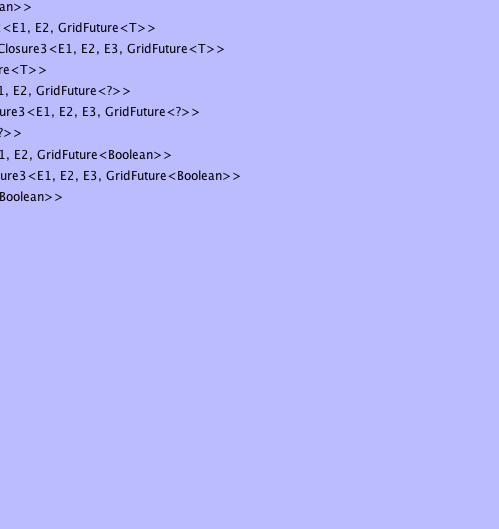 an>>
<E1, E2, GridFuture<T>>
Closure3<E1, E2, E3, GridFuture<T>>
re<T>>
1, E2, GridFuture<?>>
ure3<E1, E2, E3, GridFuture<?>>
?>>
1, E2, GridFuture<Boolean>>
ure3<E1, E2, E3, GridFuture<Boolean>>
Boolean>>